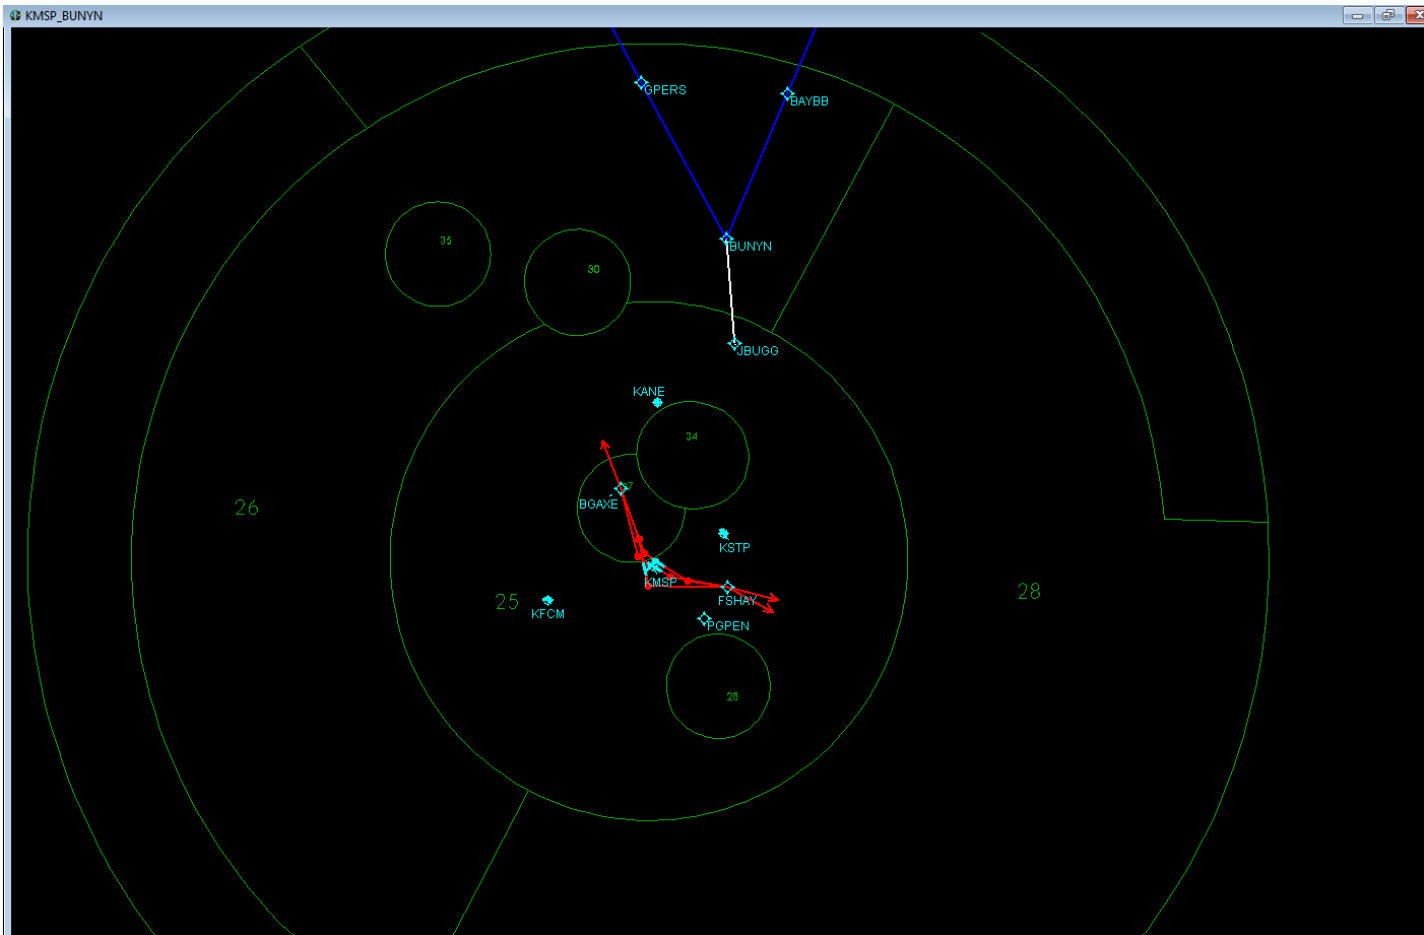 KMSP_BUNYN
GPERS
BAYBB
35
BUNYN
30
JBUGG
KANE
34
BGAXE
26
KSTP
KMSP
FSHAY
25
KFCM
28
PGPEN
28